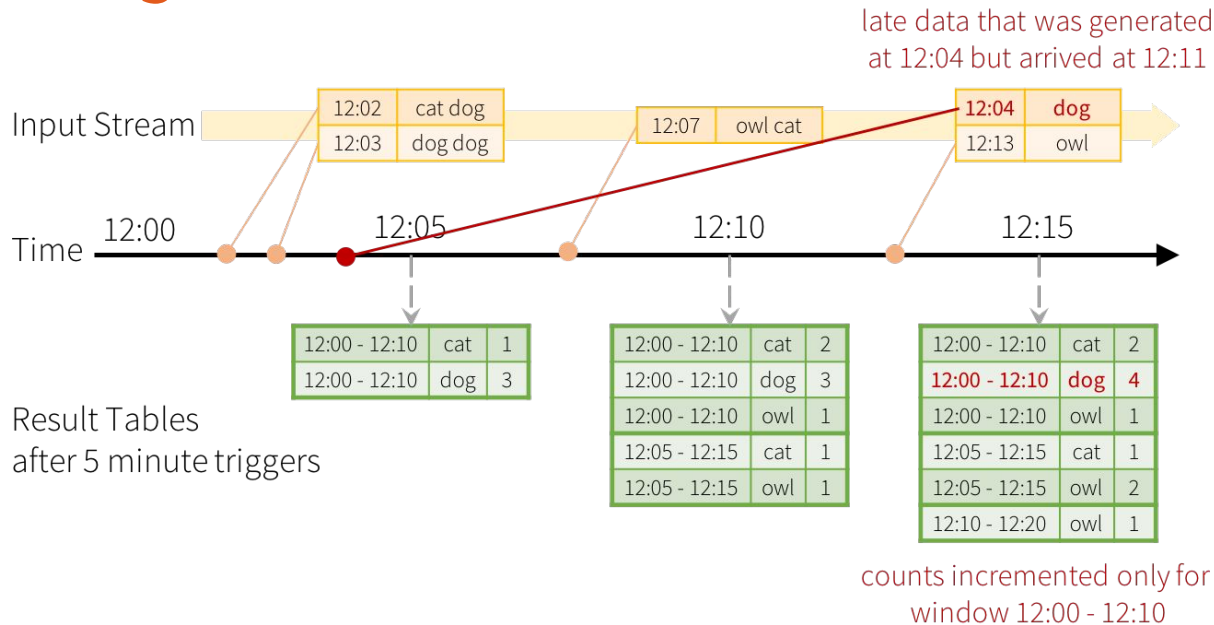 late data that was generated
at 12:04 but arrived at 12:11
Input Stream
12:02 cat dog
12:03 dog dog
12:07 owl cat
12:04 dog
12:13 owl
Time
12:00 12:05 12:10 12:15
12:00 - 12:10 cat 1
12:00 - 12:10 dog 3
12:00 - 12:10 cat 2
12:00 - 12:10 dog 3
12:00 - 12:10 owl 1
12:05 - 12:15 cat 1
12:05 - 12:15 owl 1
12:00 - 12:10 cat 2
12:00 - 12:10 dog 4
12:00 - 12:10 owl 1
12:05 - 12:15 cat 1
12:05 - 12:15 owl 2
12:10 - 12:20 owl 1
Result Tables
after 5 minute triggers
counts incremented only for
window 12:00 - 12:10